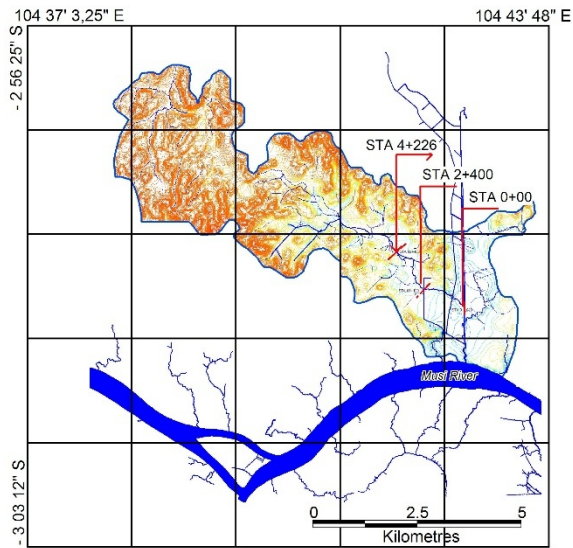 104 37' 3,25" E
104 43' 48" E
- 2 56' 25" S
STA 4+226
STA 2+400
STA 0+00
Musi River
- 3 03' 12" S
0 2.5 5
Kilometres